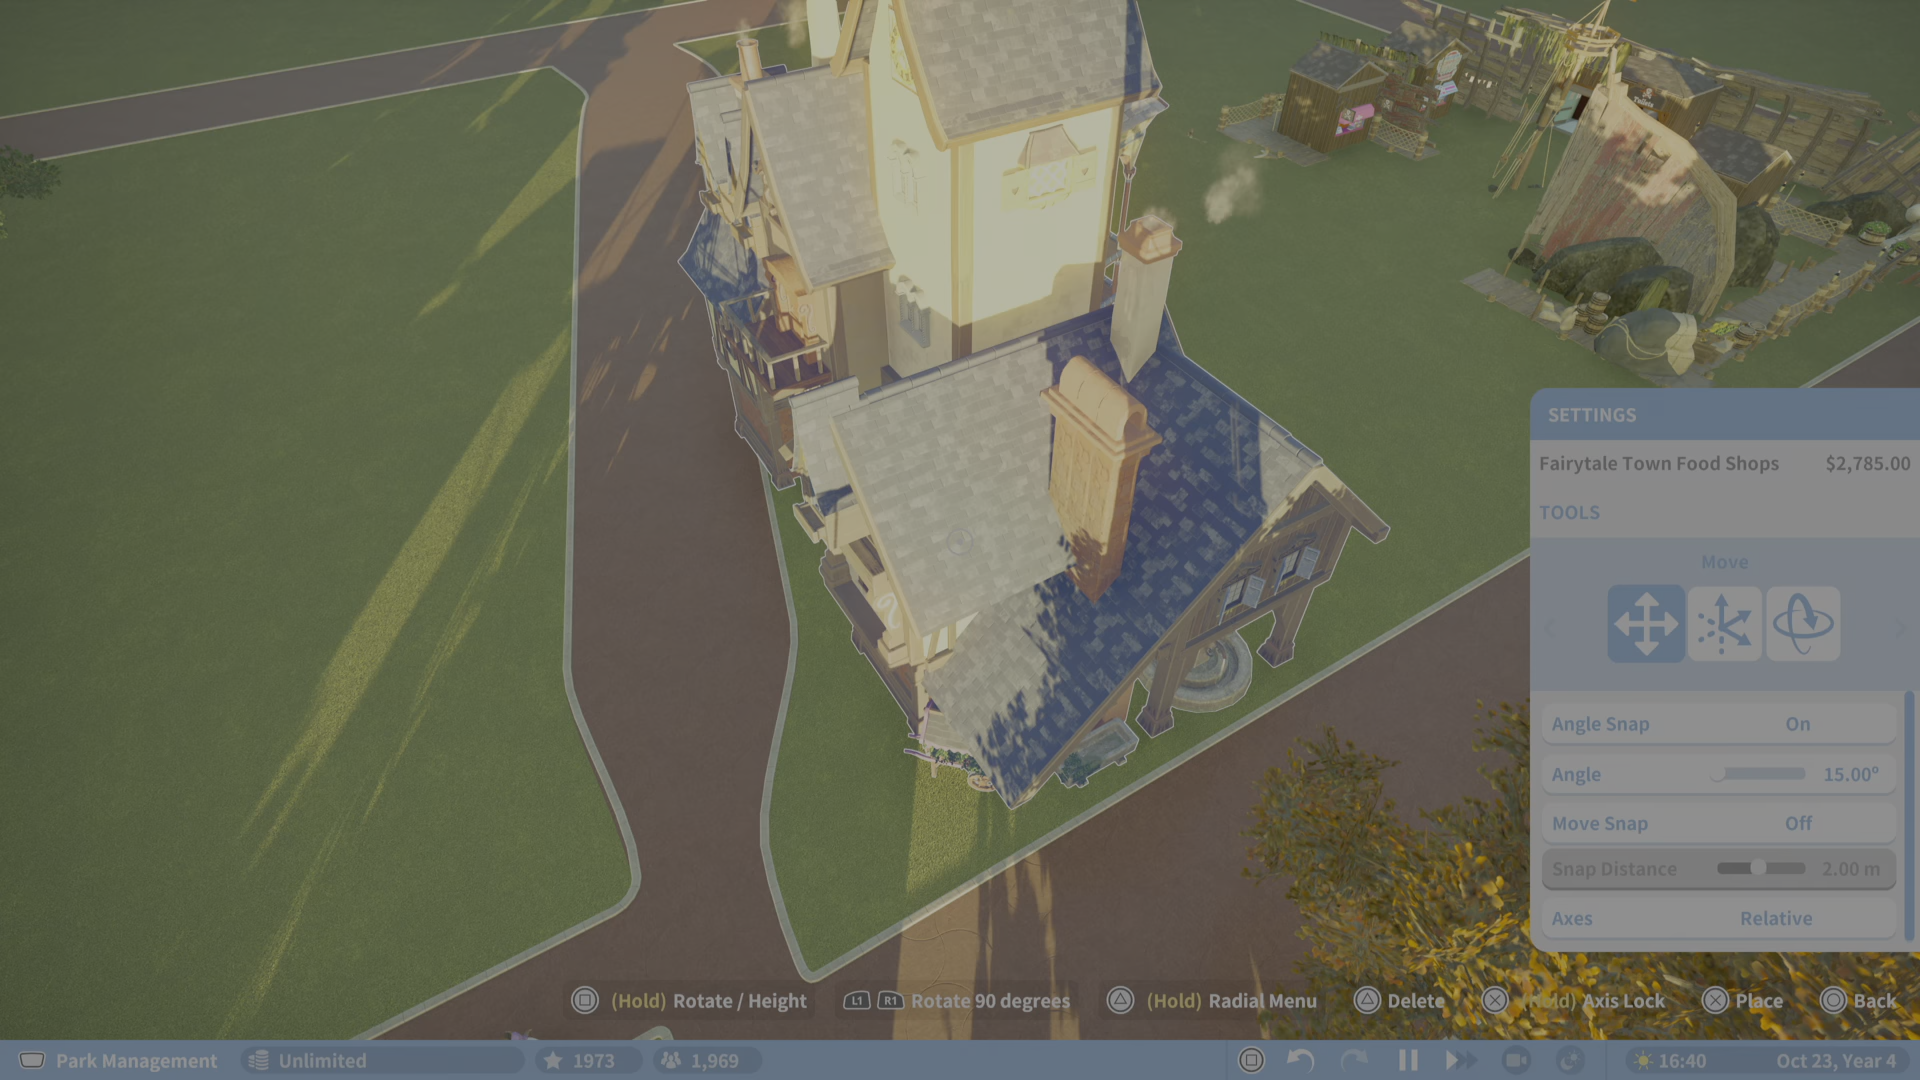 SETTINGS
Fairytale Town Food Shops $2,785.00
TOOLS
Move
Angle Snap On
Angle 15.00º
Move Snap Off
Snap Distance 2.00 m
Axes Relative
(Hold) Rotate / Height L1 R1 Rotate 90 degrees (Hold) Radial Menu Delete (Hold) Axis Lock Place Back
Park Management Unlimited 1973 1,969 16:40 Oct 23, Year 4